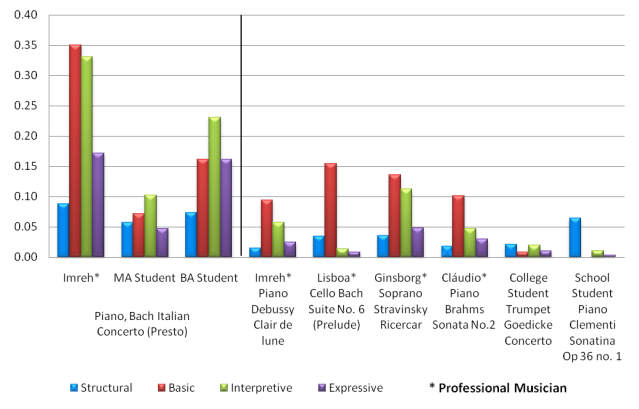 0.40
0.35
0.30
0.25
0.20
0.15
0.10
0.05
0.00
Imreh*
MA Student
BA Student
Piano, Bach Italian
Concerto (Presto)
Imreh*
Piano
Debussy
Clair de
lune
Lisboa*
Cello Bach
Suite No. 6
(Prelude)
Ginsborg*
Soprano
Stravinsky
Ricercar
Cláudio*
Piano
Brahms
Sonata No.2
College
Student
Trumpet
Goedicke
Concerto
School
Student
Piano
Clementi
Sonatina
Op 36 no. 1
Structural
Basic
Interpretive
Expressive
* Professional Musician